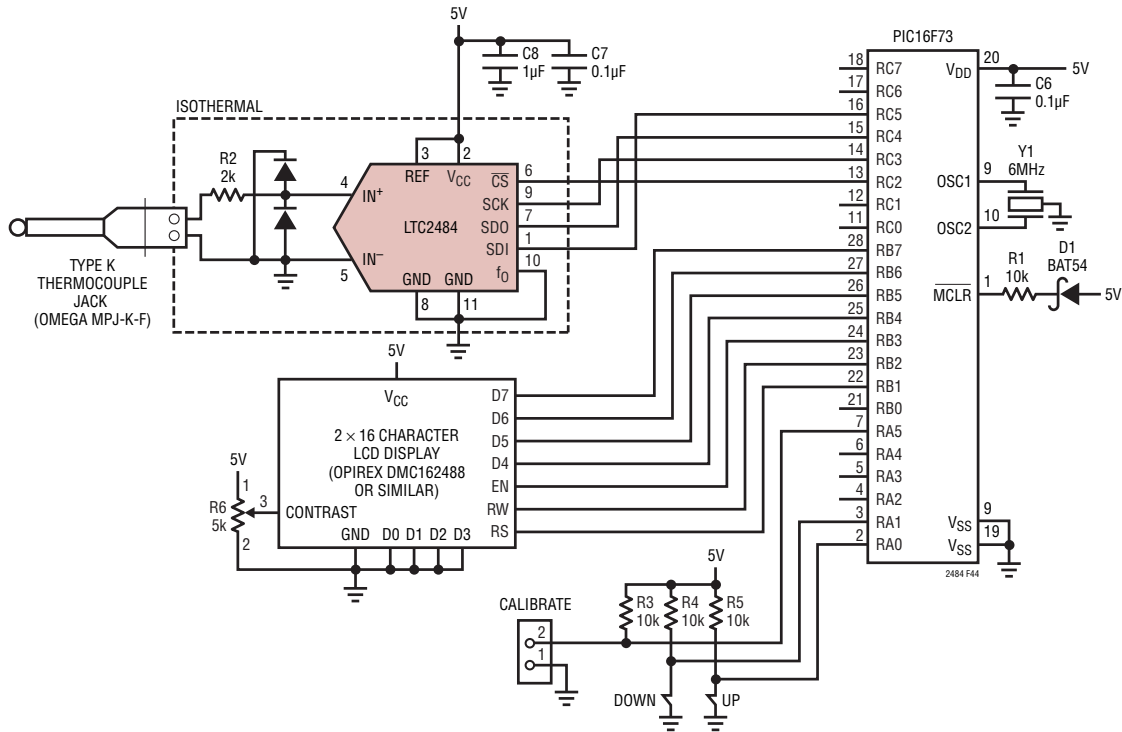 5V
C8
1µF
C7
0.1µF
PIC16F73
18 RC7
17 RC6
16 RC5
15 RC4
14 RC3
13 RC2
12 RC1
11 RC0
28 RB7
27 RB6
26 RB5
25 RB4
24 RB3
23 RB2
22 RB1
21 RB0
7 RA5
6 RA4
5 RA3
4 RA2
3 RA1
2 RA0
VDD 20
5V
C6
0.1µF
Y1
6MHz
OSC1 9
OSC2 10
MCLR 1
R1
10k
D1
BAT54
5V
VSS 9
VSS 19
2484 F44
ISOTHERMAL
R2
2k
TYPE K
THERMOCOUPLE
JACK
(OMEGA MPJ-K-F)
3 2
REF VCC
4 IN+
5 IN–
LTC2484
CS 6
SCK 9
SDO 7
SDI 1
fO 10
GND GND
8 11
5V
VCC
2 × 16 CHARACTER
LCD DISPLAY
(OPIREX DMC162488
OR SIMILAR)
CONTRAST
D7
D6
D5
D4
EN
RW
RS
GND D0 D1 D2 D3
5V
R6
5k
1
3
2
5V
R3
10k
R4
10k
R5
10k
CALIBRATE
2
1
DOWN
UP